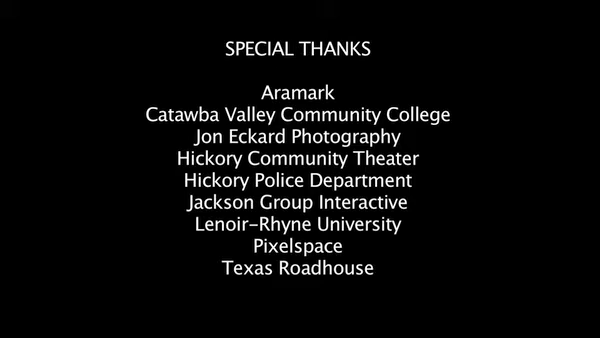 SPECIAL THANKS
Aramark
Catawba Valley Community College
Jon Eckard Photography
Hickory Community Theater
Hickory Police Department
Jackson Group Interactive
Lenoir-Rhyne University
Pixelspace
Texas Roadhouse